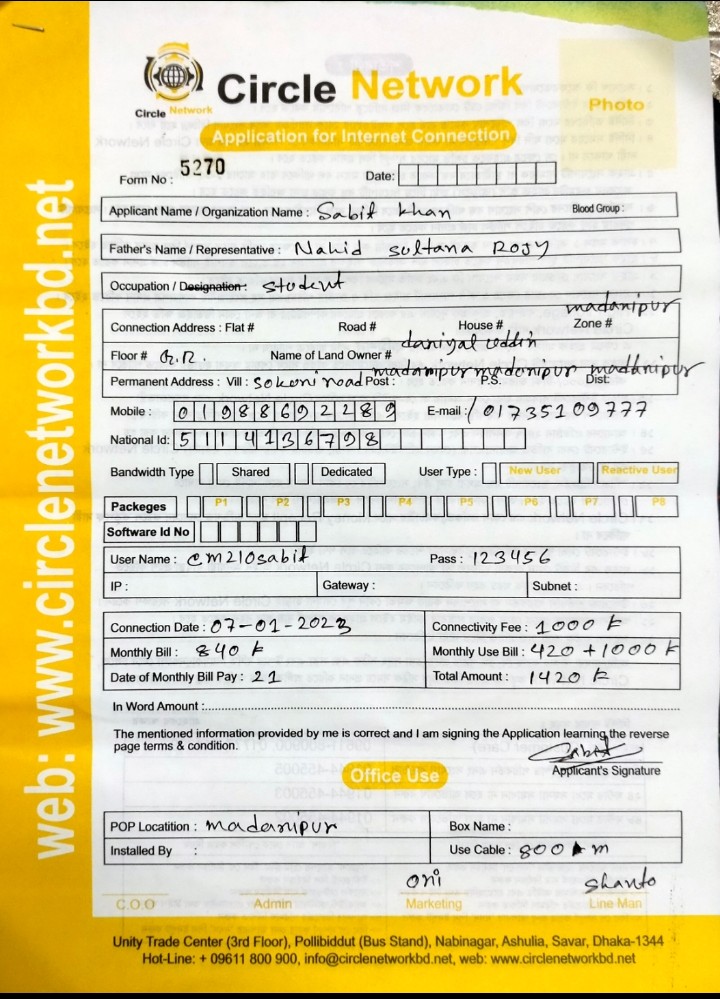 Circle Network
Circle Network
Photo
Application for Internet Connection
Form No : 5270 Date:
Applicant Name / Organization Name : Sabit khan Blood Group :
Father's Name / Representative : Nahid sultana Rojy
Occupation / Designation : student
madanipur
Connection Address : Flat # Road # House # Zone #
Floor # G.R. Name of Land Owner # daniyal uddin
Permanent Address : Vill : sokoni road Post : madanipur P.S. madanipur Dist: madanipur
Mobile : 01988692289 E-mail : / 01735109777
National Id: 5114136798
Bandwidth Type Shared Dedicated User Type : New User Reactive User
Packeges P1 P2 P3 P4 P5 P6 P7 P8
Software Id No
User Name : cm210sabit Pass : 123456
IP : Gateway : Subnet :
Connection Date : 07-01-2023 Connectivity Fee : 1000 ৳
Monthly Bill : 840 ৳ Monthly Use Bill : 420 + 1000 ৳
Date of Monthly Bill Pay : 21 Total Amount : 1420 ৳
In Word Amount :
The mentioned information provided by me is correct and I am signing the Application learning the reverse
page terms & condition.
Sabit
Applicant's Signature
Office Use
POP Locatition : madanipur Box Name :
Installed By : Use Cable : 800 m
oni shanto
C.O.O Admin Marketing Line Man
Unity Trade Center (3rd Floor), Pollibiddut (Bus Stand), Nabinagar, Ashulia, Savar, Dhaka-1344
Hot-Line: + 09611 800 900, info@circlenetworkbd.net, web: www.circlenetworkbd.net
web: www.circlenetworkbd.net